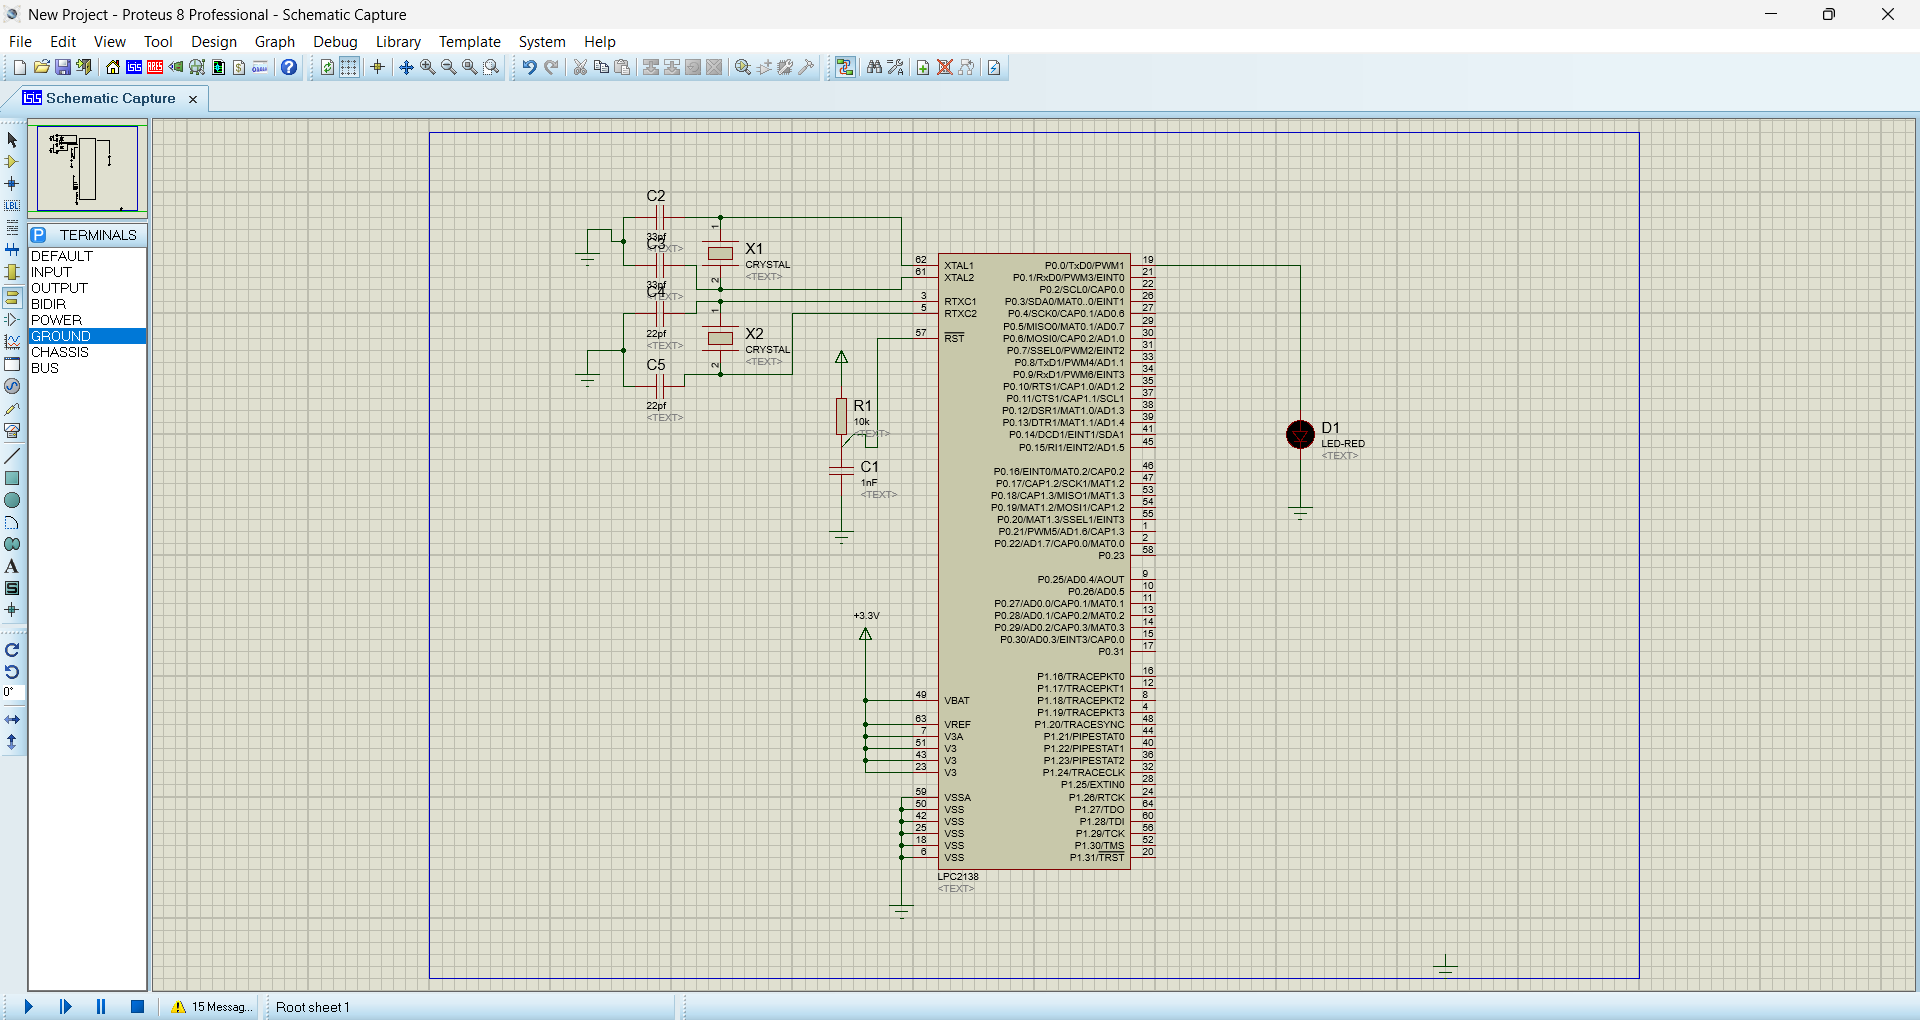 New Project - Proteus 8 Professional - Schematic Capture
File Edit View Tool Design Graph Debug Library Template System Help
Schematic Capture
TERMINALS
DEFAULT
INPUT
OUTPUT
BIDIR
POWER
GROUND
CHASSIS
BUS
LBL
A
S
0°
C2
33pf
<TEXT>
C3
33pf
<TEXT>
C4
22pf
<TEXT>
C5
22pf
<TEXT>
1
X1
CRYSTAL
<TEXT>
2
1
X2
CRYSTAL
<TEXT>
2
R1
10k
<TEXT>
C1
1nF
<TEXT>
+3.3V
62 XTAL1
61 XTAL2
3 RTXC1
5 RTXC2
57 RST
49 VBAT
63 VREF
7 V3A
51 V3
43 V3
23 V3
59 VSSA
50 VSS
42 VSS
25 VSS
18 VSS
6 VSS
P0.0/TxD0/PWM1 19
P0.1/RxD0/PWM3/EINT0 21
P0.2/SCL0/CAP0.0 22
P0.3/SDA0/MAT0..0/EINT1 26
P0.4/SCK0/CAP0.1/AD0.6 27
P0.5/MISO0/MAT0.1/AD0.7 29
P0.6/MOSI0/CAP0.2/AD1.0 30
P0.7/SSEL0/PWM2/EINT2 31
P0.8/TxD1/PWM4/AD1.1 33
P0.9/RxD1/PWM6/EINT3 34
P0.10/RTS1/CAP1.0/AD1.2 35
P0.11/CTS1/CAP1.1/SCL1 37
P0.12/DSR1/MAT1.0/AD1.3 38
P0.13/DTR1/MAT1.1/AD1.4 39
P0.14/DCD1/EINT1/SDA1 41
P0.15/RI1/EINT2/AD1.5 45
P0.16/EINT0/MAT0.2/CAP0.2 46
P0.17/CAP1.2/SCK1/MAT1.2 47
P0.18/CAP1.3/MISO1/MAT1.3 53
P0.19/MAT1.2/MOSI1/CAP1.2 54
P0.20/MAT1.3/SSEL1/EINT3 55
P0.21/PWM5/AD1.6/CAP1.3 1
P0.22/AD1.7/CAP0.0/MAT0.0 2
P0.23 58
P0.25/AD0.4/AOUT 9
P0.26/AD0.5 10
P0.27/AD0.0/CAP0.1/MAT0.1 11
P0.28/AD0.1/CAP0.2/MAT0.2 13
P0.29/AD0.2/CAP0.3/MAT0.3 14
P0.30/AD0.3/EINT3/CAP0.0 15
P0.31 17
P1.16/TRACEPKT0 16
P1.17/TRACEPKT1 12
P1.18/TRACEPKT2 8
P1.19/TRACEPKT3 4
P1.20/TRACESYNC 48
P1.21/PIPESTAT0 44
P1.22/PIPESTAT1 40
P1.23/PIPESTAT2 36
P1.24/TRACECLK 32
P1.25/EXTIN0 28
P1.26/RTCK 24
P1.27/TDO 64
P1.28/TDI 60
P1.29/TCK 56
P1.30/TMS 52
P1.31/TRST 20
LPC2138
<TEXT>
D1
LED-RED
<TEXT>
15 Messag...
Root sheet 1